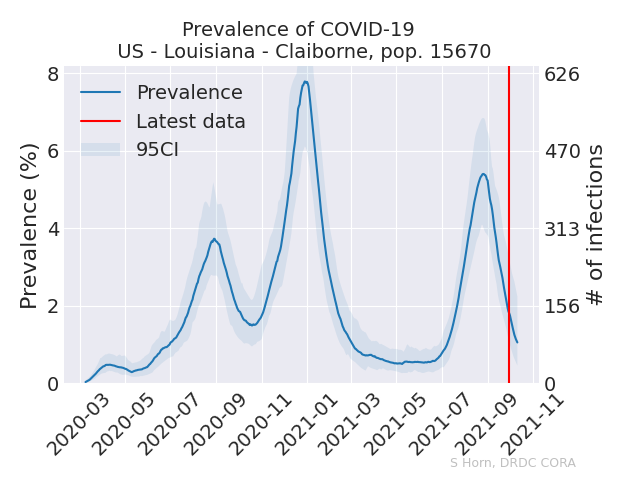 Prevalence of COVID-19
US - Louisiana - Claiborne, pop. 15670
Prevalence
Latest data
95CI
Prevalence (%)
8
6
4
2
0
626
470
313
156
0
# of infections
2020-03
2020-05
2020-07
2020-09
2020-11
2021-01
2021-03
2021-05
2021-07
2021-09
2021-11
S Horn, DRDC CORA